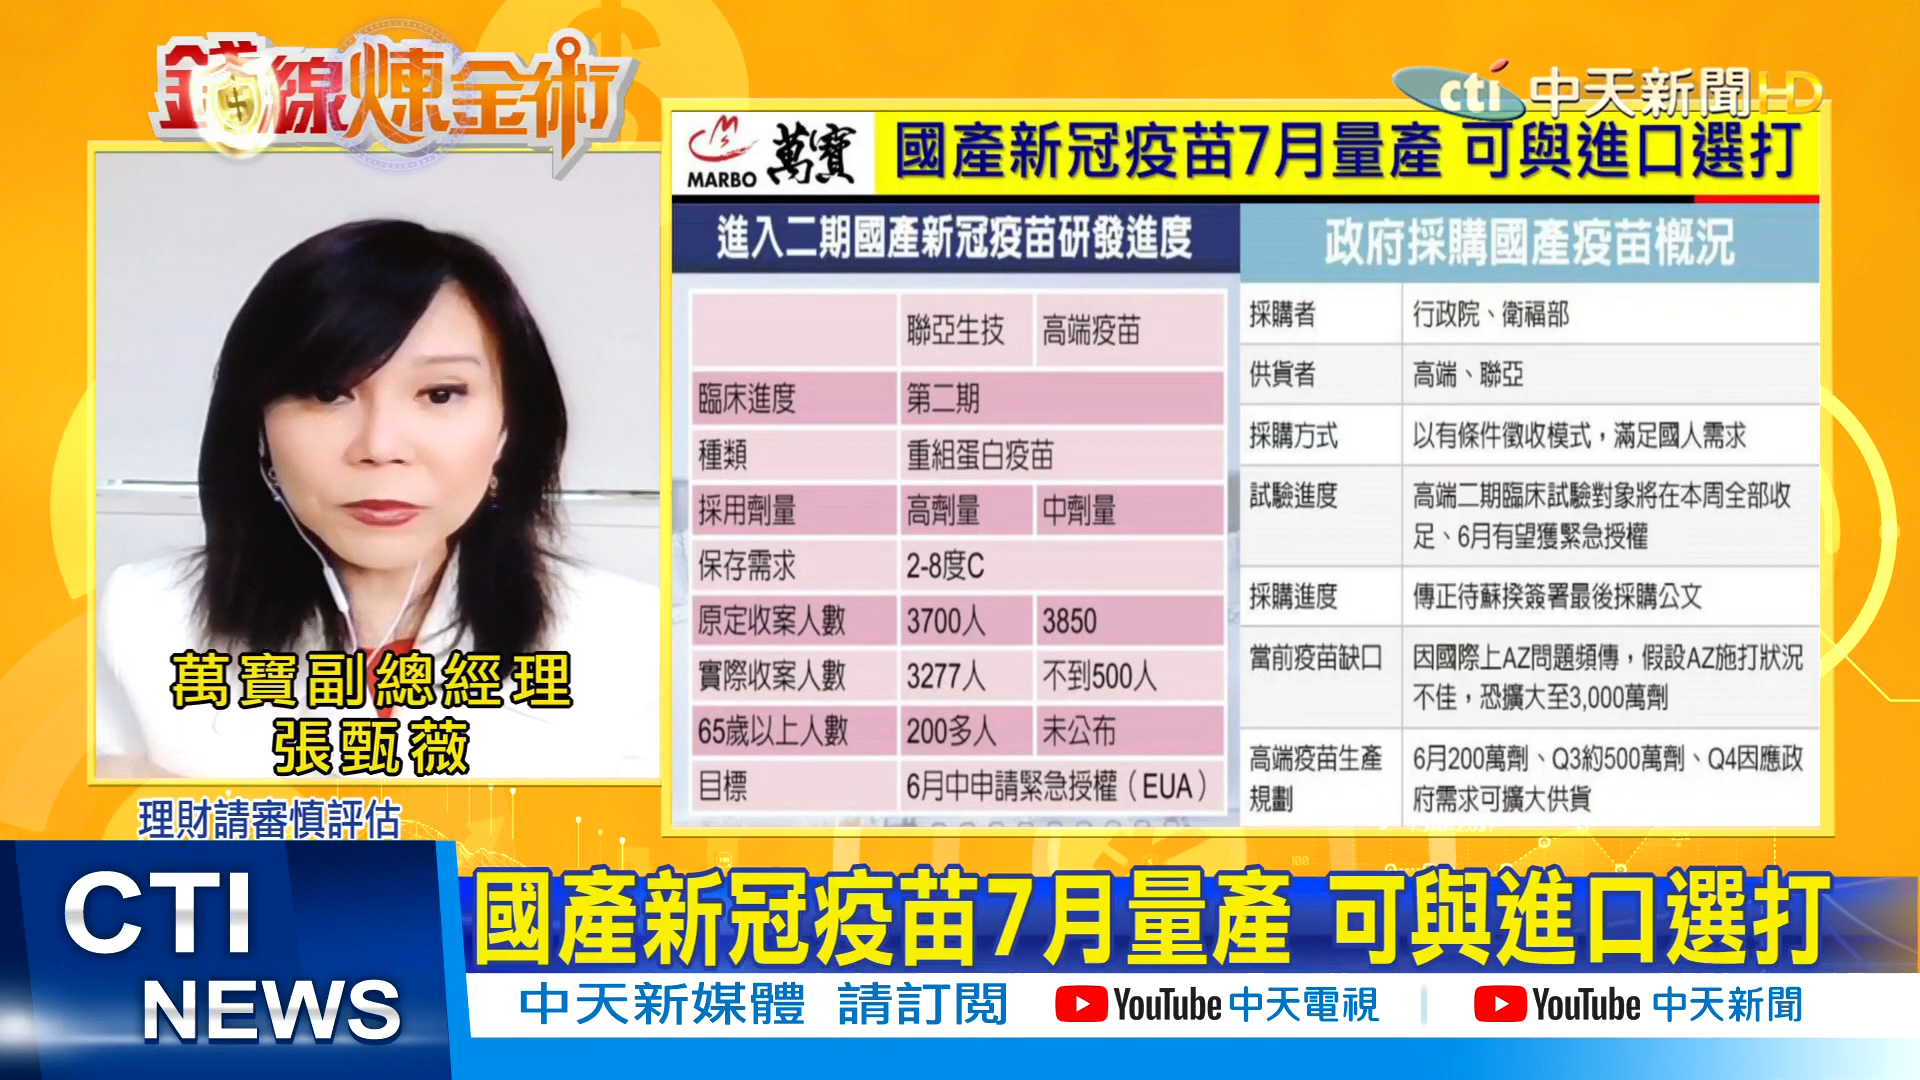 錢線煉金術
cti 中天新聞HD
MARBO 萬寶
國產新冠疫苗7月量產 可與進口選打
進入二期國產新冠疫苗研發進度
聯亞生技 高端疫苗
臨床進度 第二期
種類 重組蛋白疫苗
採用劑量 高劑量 中劑量
保存需求 2-8度C
原定收案人數 3700人 3850
實際收案人數 3277人 不到500人
65歲以上人數 200多人 未公布
目標 6月中申請緊急授權（EUA）
政府採購國產疫苗概況
採購者 行政院、衛福部
供貨者 高端、聯亞
採購方式 以有條件徵收模式，滿足國人需求
試驗進度 高端二期臨床試驗對象將在本周全部收
足、6月有望獲緊急授權
採購進度 傳正待蘇揆簽署最後採購公文
當前疫苗缺口 因國際上AZ問題頻傳，假設AZ施打狀況
不佳，恐擴大至3,000萬劑
高端疫苗生產 6月200萬劑、Q3約500萬劑、Q4因應政
規劃 府需求可擴大供貨
萬寶副總經理
張甄薇
理財請審慎評估
CTI
NEWS
國產新冠疫苗7月量產 可與進口選打
中天新媒體 請訂閱 YouTube 中天電視 YouTube 中天新聞